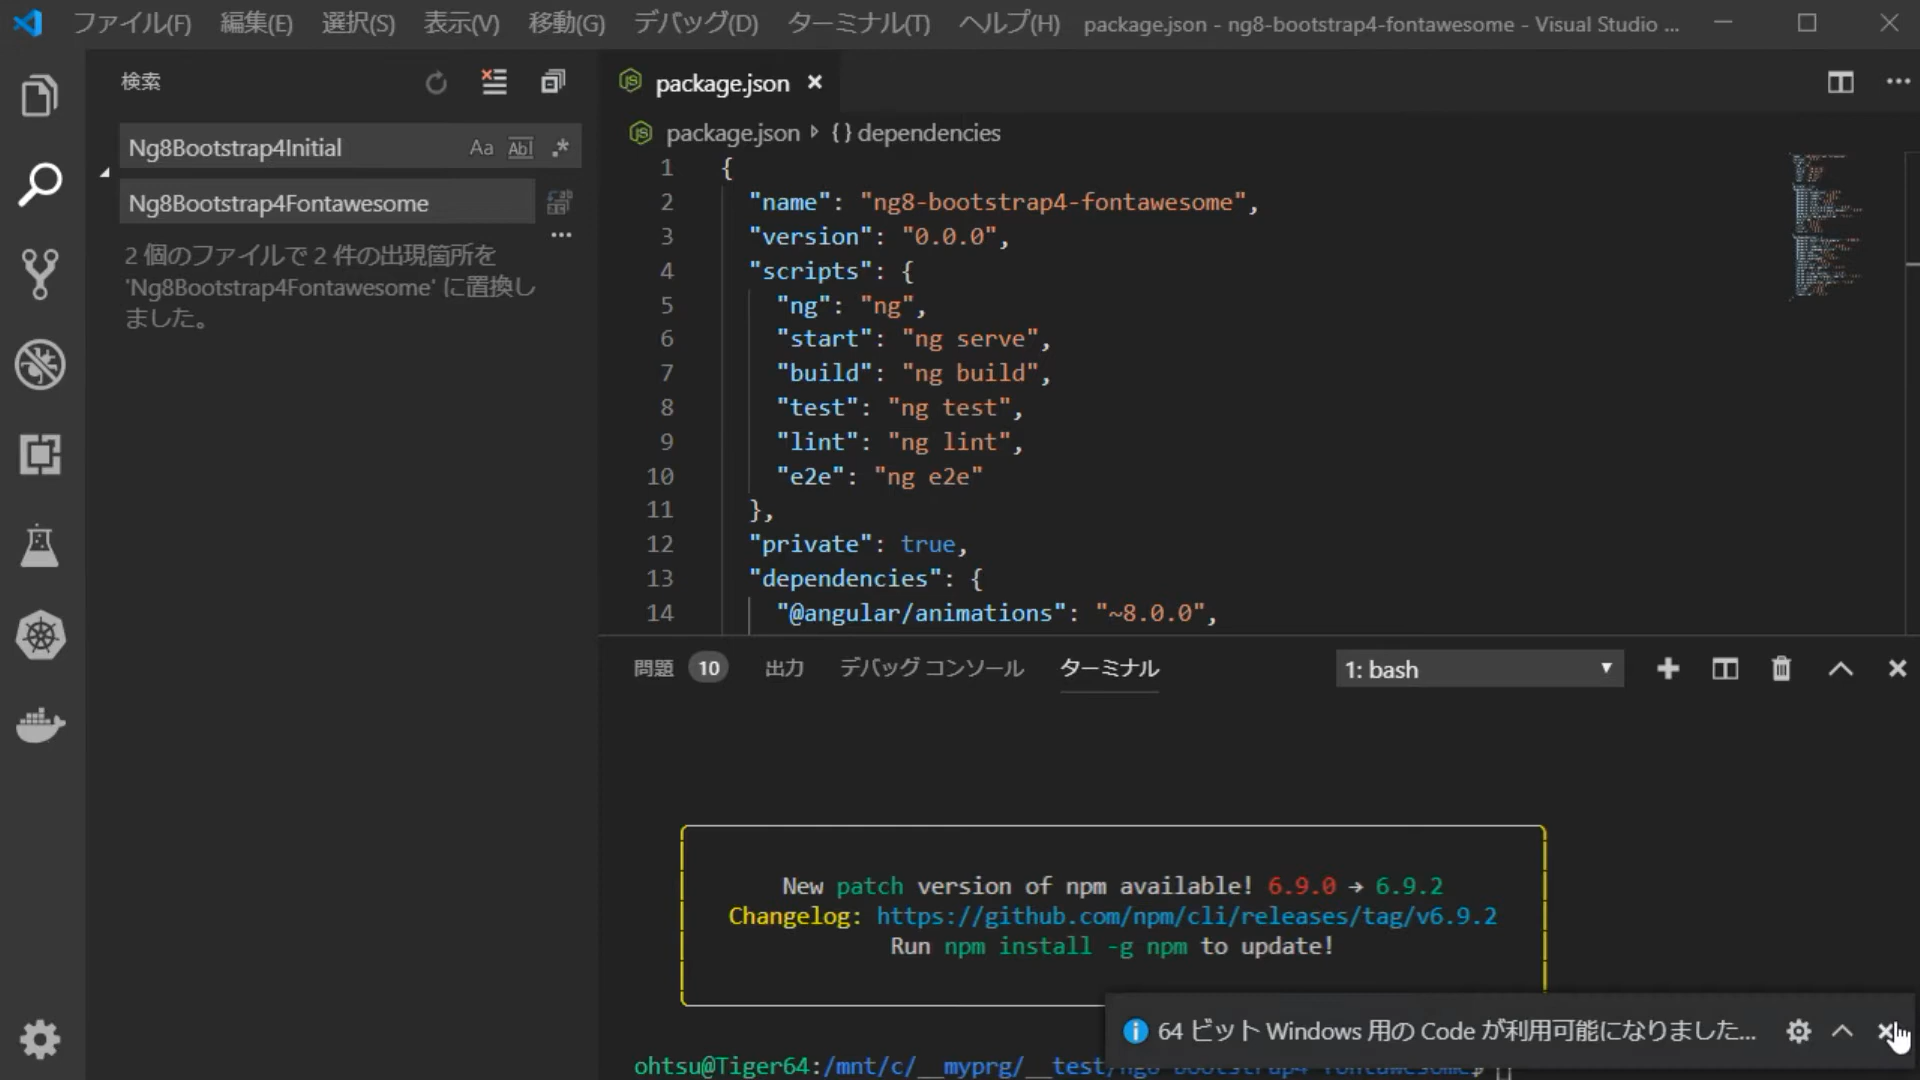 ファイル(F) 編集(E) 選択(S) 表示(V) 移動(G) デバッグ(D) ターミナル(T) ヘルプ(H) package.json - ng8-bootstrap4-fontawesome - Visual Studio ...
検索
Ng8Bootstrap4Initial Aa Abl .*
Ng8Bootstrap4Fontawesome
2 個のファイルで 2 件の出現箇所を
'Ng8Bootstrap4Fontawesome' に置換し
ました。
package.json
package.json {} dependencies
1 {
2 "name": "ng8-bootstrap4-fontawesome",
3 "version": "0.0.0",
4 "scripts": {
5 "ng": "ng",
6 "start": "ng serve",
7 "build": "ng build",
8 "test": "ng test",
9 "lint": "ng lint",
10 "e2e": "ng e2e"
11 },
12 "private": true,
13 "dependencies": {
14 "@angular/animations": "~8.0.0",
問題 10 出力 デバッグ コンソール ターミナル 1: bash
New patch version of npm available! 6.9.0 → 6.9.2
Changelog: https://github.com/npm/cli/releases/tag/v6.9.2
Run npm install -g npm to update!
64 ビット Windows 用の Code が利用可能になりました...
ohtsu@Tiger64:/mnt/c/__myprg/__test/ng8-bootstrap4-fontawesome$